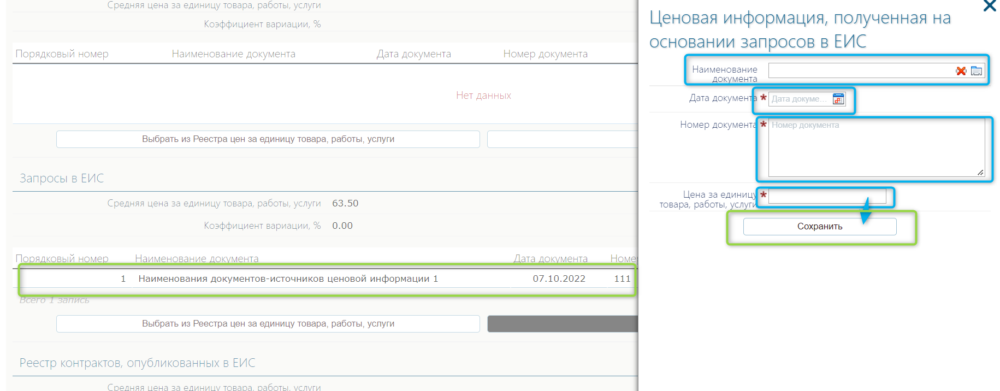 Средняя цена за единицу товара, работы, услуги
Коэффициент вариации, %
Порядковый номер Наименование документа Дата документа Номер документа
Нет данных
Выбрать из Реестра цен за единицу товара, работы, услуги
Запросы в ЕИС
Средняя цена за единицу товара, работы, услуги 63.50
Коэффициент вариации, % 0.00
Порядковый номер Наименование документа Дата документа Номе
1 Наименования документов-источников ценовой информации 1 07.10.2022 111
Всего 1 запись
Выбрать из Реестра цен за единицу товара, работы, услуги
Реестр контрактов, опубликованных в ЕИС
Средняя цена за единицу товара, работы, услуги
Ценовая информация, полученная на
основании запросов в ЕИС
Наименование
документа
Дата документа * Дата докуме...
Номер документа * Номер документа
Цена за единицу *
товара, работы, услуги
Сохранить